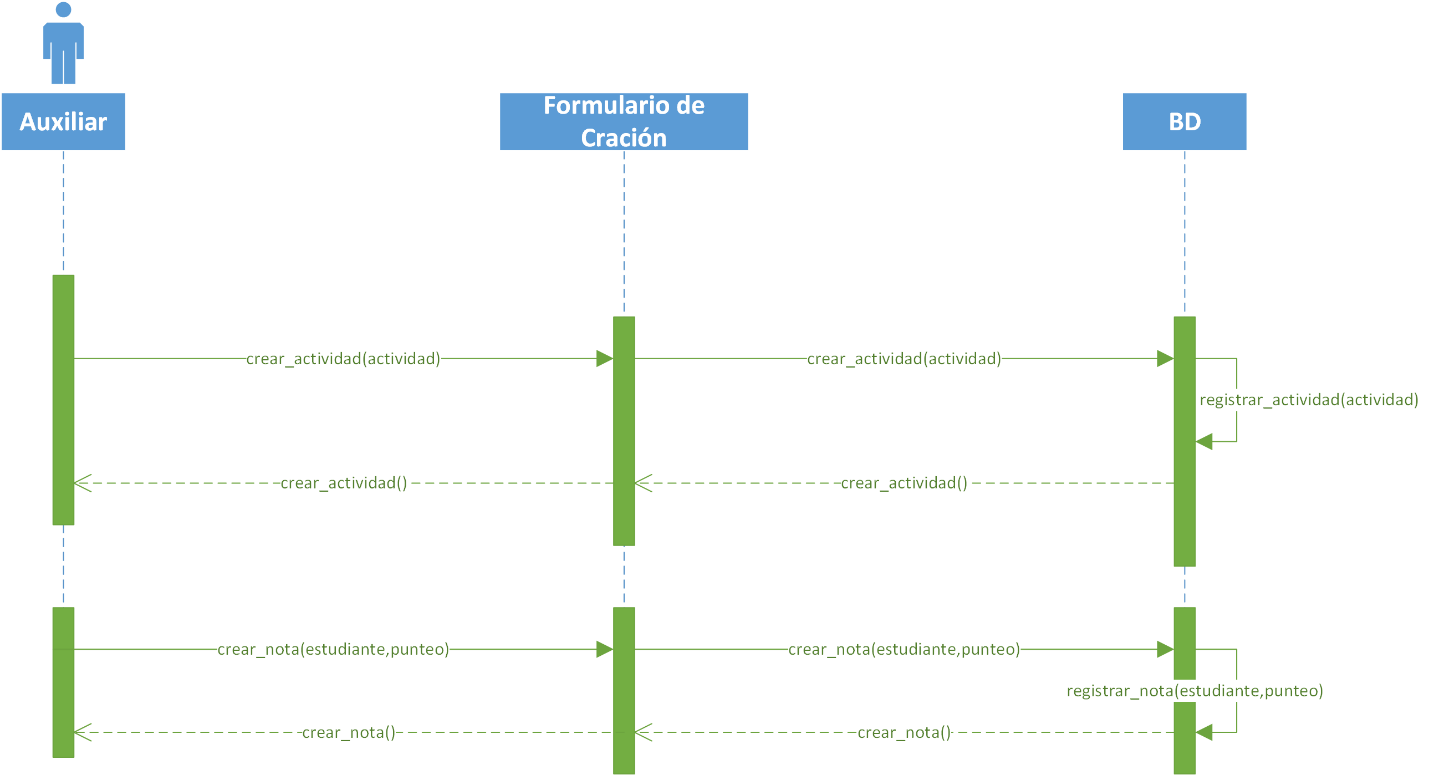 Auxiliar
Formulario de
Cración
BD
crear_actividad(actividad)
crear_actividad(actividad)
registrar_actividad(actividad)
crear_actividad()
crear_actividad()
crear_nota(estudiante,punteo)
crear_nota(estudiante,punteo)
registrar_nota(estudiante,punteo)
crear_nota()
crear_nota()